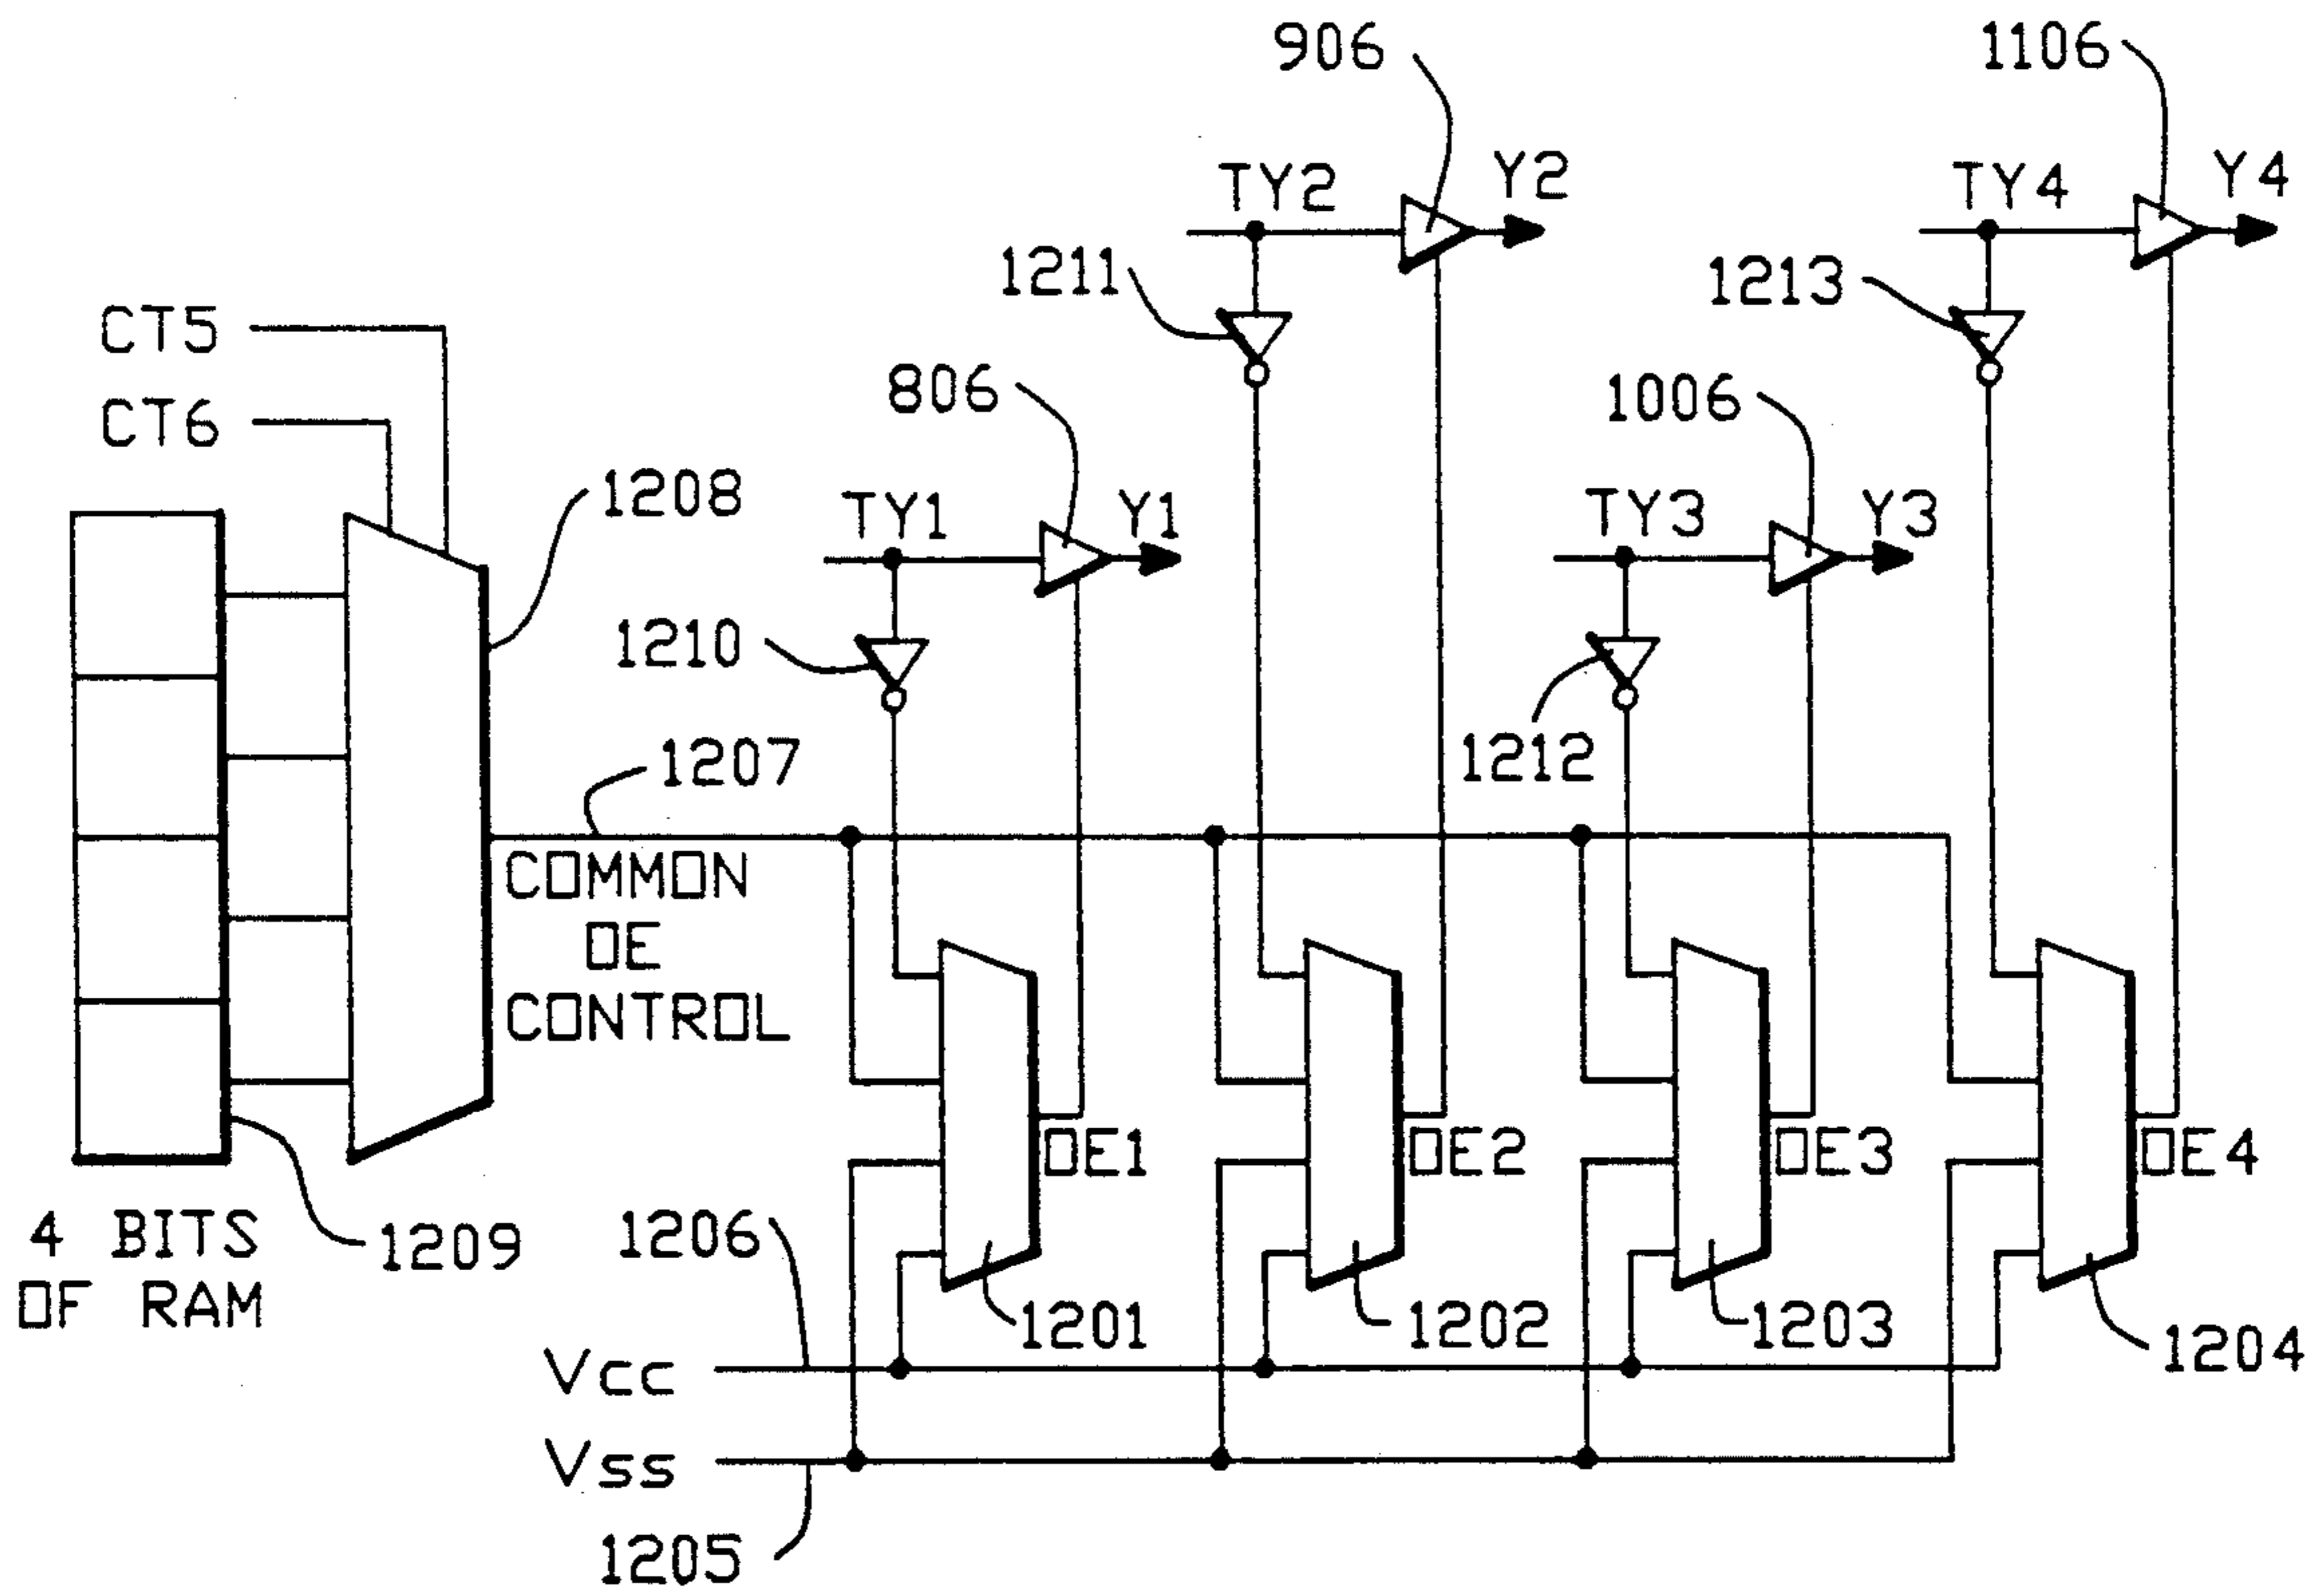 906
1106
TY2
Y2
TY4
Y4
1211
1213
CT5
806
1006
CT6
1208
TY1
Y1
TY3
Y3
1210
1212
1207
COMMON
OE
CONTROL
OE1
OE2
OE3
OE4
4 BITS
OF RAM
1209
1206
1201
1202
1203
1204
Vcc
Vss
1205